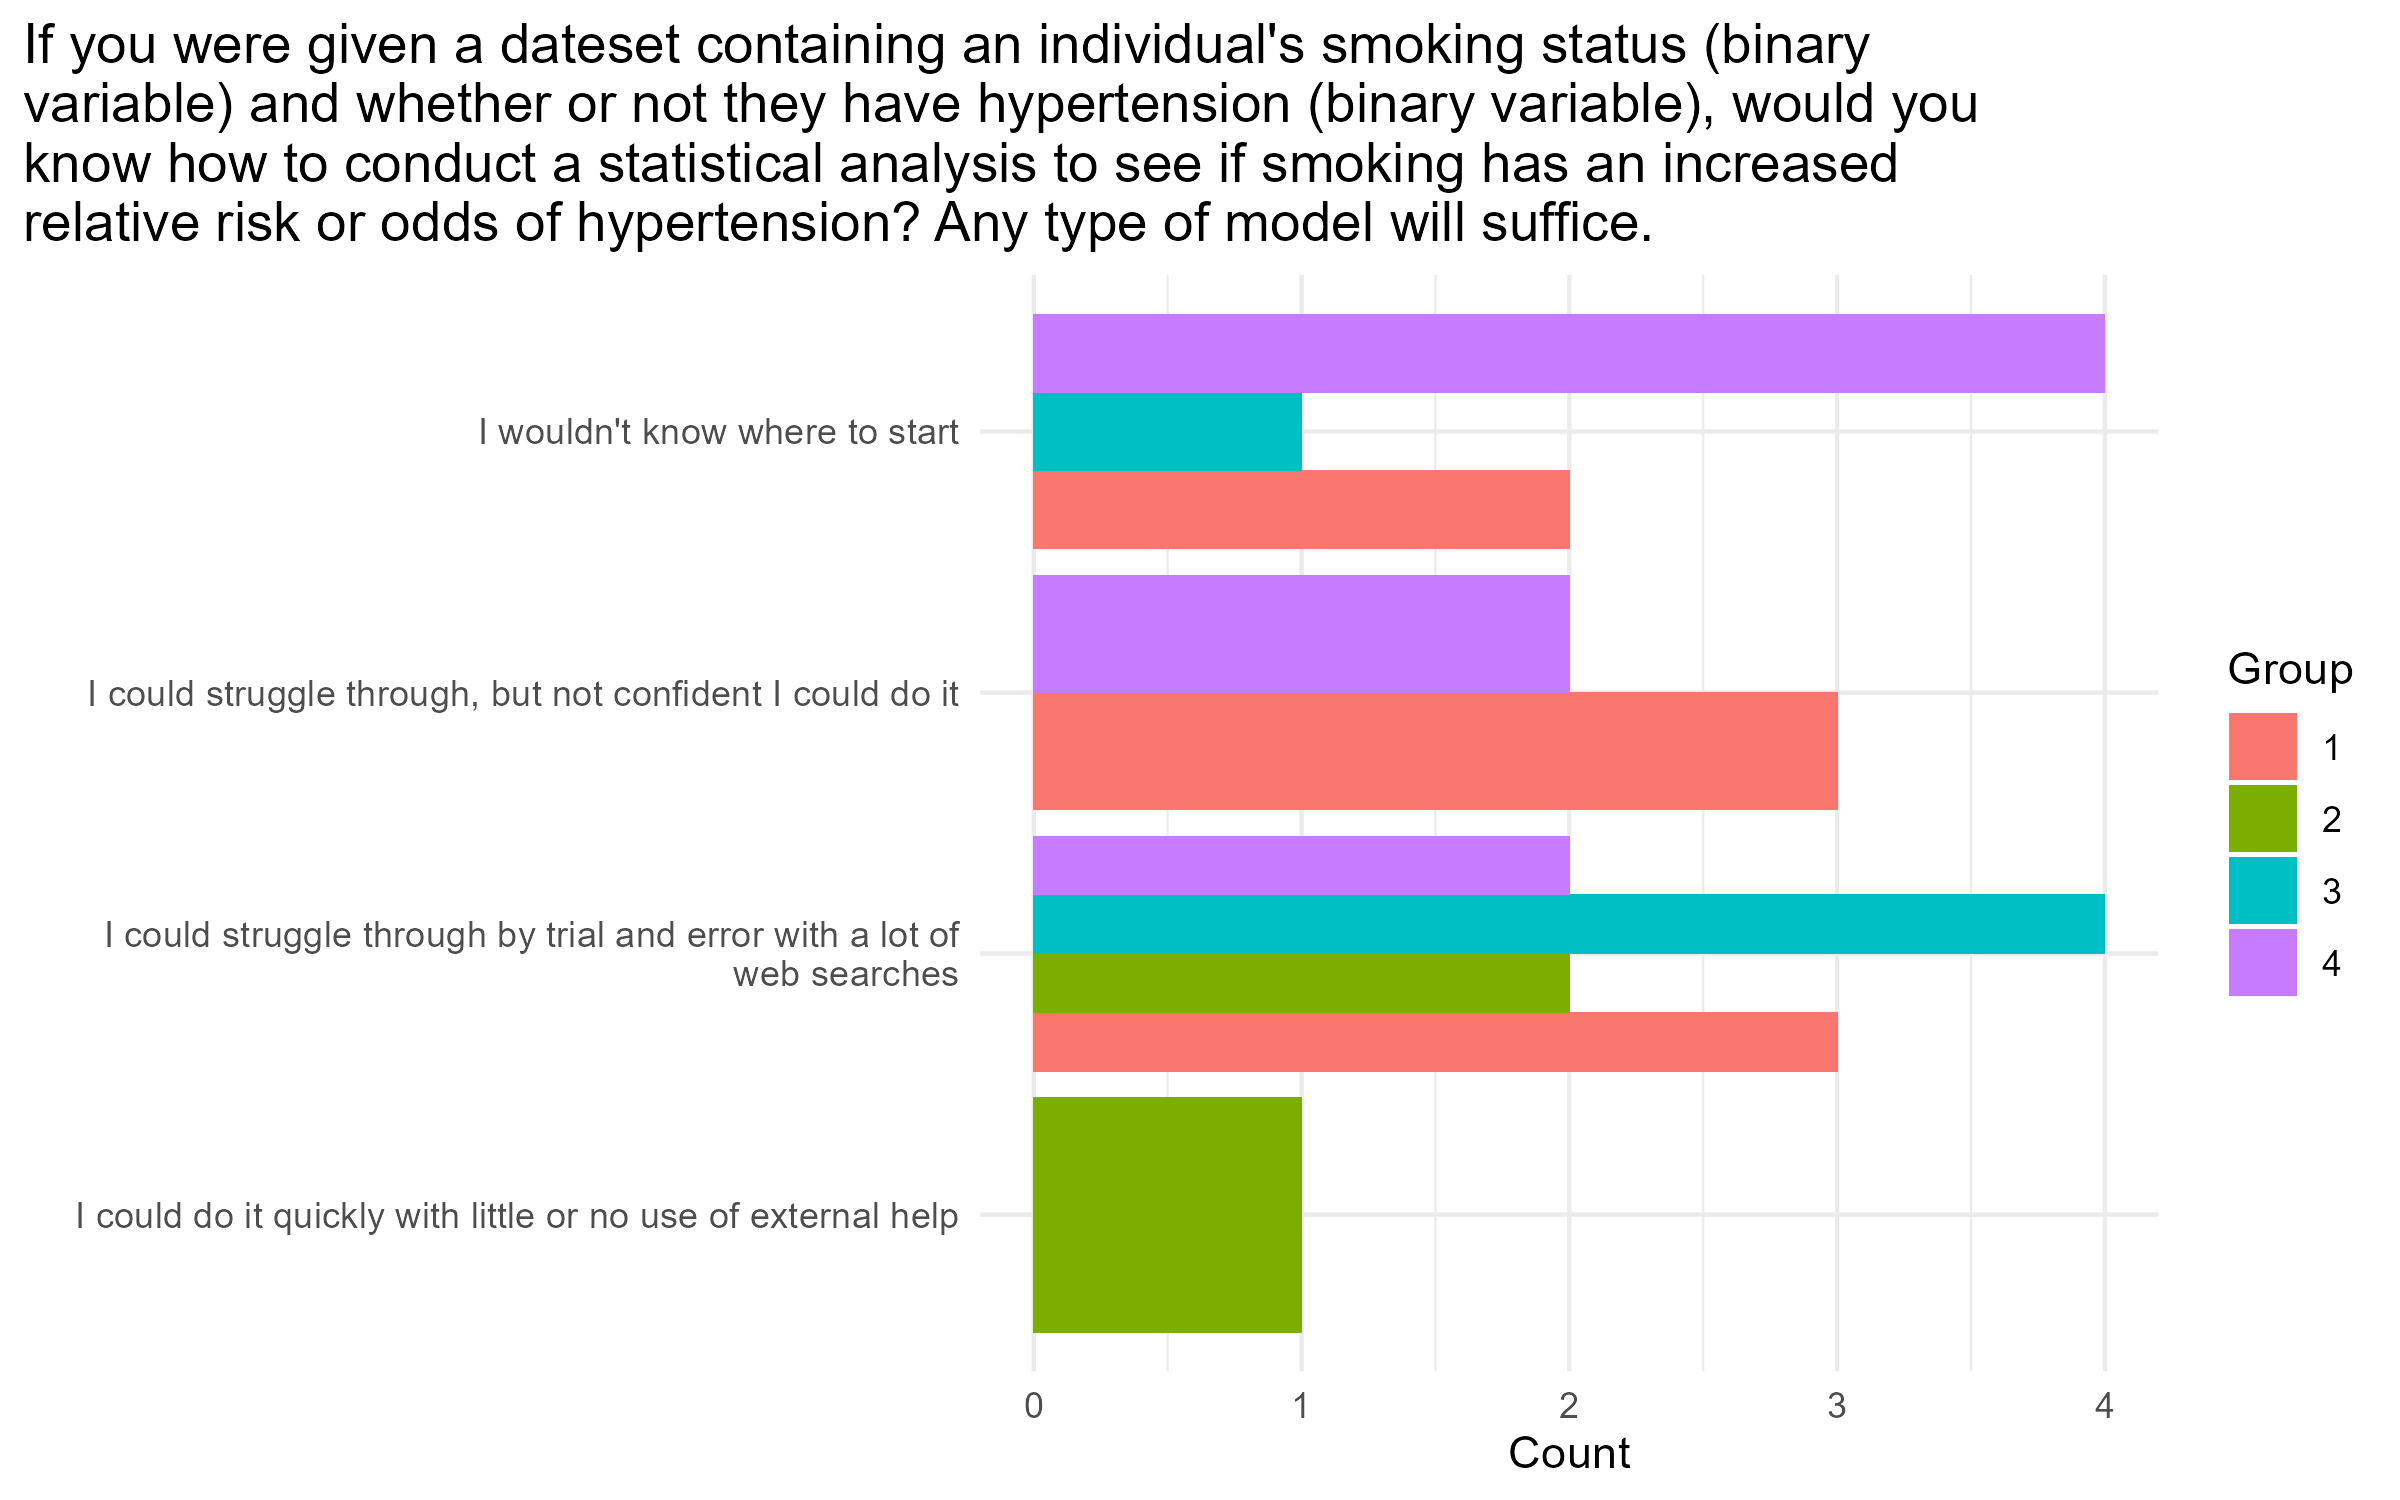 If you were given a dateset containing an individual's smoking status (binary
variable) and whether or not they have hypertension (binary variable), would you
know how to conduct a statistical analysis to see if smoking has an increased
relative risk or odds of hypertension? Any type of model will suffice.
I wouldn't know where to start
I could struggle through, but not confident I could do it
I could struggle through by trial and error with a lot of
web searches
I could do it quickly with little or no use of external help
0 1 2 3 4
Count
Group
1
2
3
4